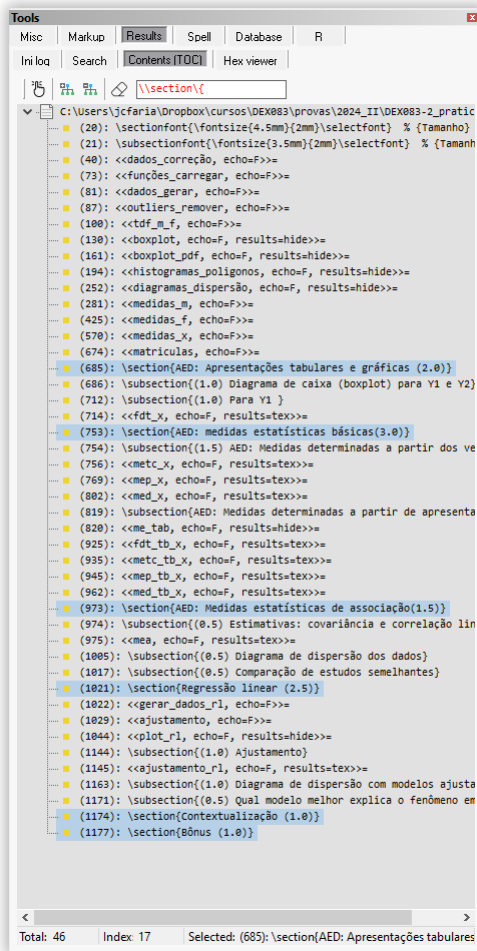 Tools
Misc Markup Results Spell Database R
Ini log Search Contents (TOC) Hex viewer
\\section\{
C:\Users\jcfaria\Dropbox\cursos\DEX083\provas\2024_II\DEX083-2_pratic
(20): \sectionfont{\fontsize{4.5mm}{2mm}\selectfont} % {Tamanho}
(21): \subsectionfont{\fontsize{3.5mm}{2mm}\selectfont} % {Tamanh
(40): <<dados_correção, echo=F>>=
(73): <<funções_carregar, echo=F>>=
(81): <<dados_gerar, echo=F>>=
(87): <<outliers_remover, echo=F>>=
(100): <<tdf_m_f, echo=F>>=
(130): <<boxplot, echo=F, results=hide>>=
(161): <<boxplot_pdf, echo=F, results=hide>>=
(194): <<histogramas_poligonos, echo=F, results=hide>>=
(252): <<diagramas_dispersão, echo=F, results=hide>>=
(281): <<medidas_m, echo=F>>=
(425): <<medidas_f, echo=F>>=
(570): <<medidas_x, echo=F>>=
(674): <<matriculas, echo=F>>=
(685): \section{AED: Apresentações tabulares e gráficas (2.0)}
(686): \subsection{(1.0) Diagrama de caixa (boxplot) para Y1 e Y2}
(712): \subsection{(1.0) Para Y1 }
(714): <<fdt_x, echo=F, results=tex>>=
(753): \section{AED: medidas estatísticas básicas(3.0)}
(754): \subsection{(1.5) AED: Medidas determinadas a partir dos ve
(756): <<metc_x, echo=F, results=tex>>=
(769): <<mep_x, echo=F, results=tex>>=
(802): <<med_x, echo=F, results=tex>>=
(819): \subsection{AED: Medidas determinadas a partir de apresenta
(820): <<me_tab, echo=F, results=hide>>=
(925): <<fdt_tb_x, echo=F, results=tex>>=
(935): <<metc_tb_x, echo=F, results=tex>>=
(945): <<mep_tb_x, echo=F, results=tex>>=
(962): <<med_tb_x, echo=F, results=tex>>=
(973): \section{AED: Medidas estatísticas de associação(1.5)}
(974): \subsection{(0.5) Estimativas: covariância e correlação lin
(975): <<mea, echo=F, results=tex>>=
(1005): \subsection{(0.5) Diagrama de dispersão dos dados}
(1017): \subsection{(0.5) Comparação de estudos semelhantes}
(1021): \section{Regressão linear (2.5)}
(1022): <<gerar_dados_rl, echo=F>>=
(1029): <<ajustamento, echo=F>>=
(1044): <<plot_rl, echo=F, results=hide>>=
(1144): \subsection{(1.0) Ajustamento}
(1145): <<ajustamento_rl, echo=F, results=tex>>=
(1163): \subsection{(1.0) Diagrama de dispersão com modelos ajusta
(1171): \subsection{(0.5) Qual modelo melhor explica o fenômeno em
(1174): \section{Contextualização (1.0)}
(1177): \section{Bônus (1.0)}
Total: 46 Index: 17 Selected: (685): \section{AED: Apresentações tabulares